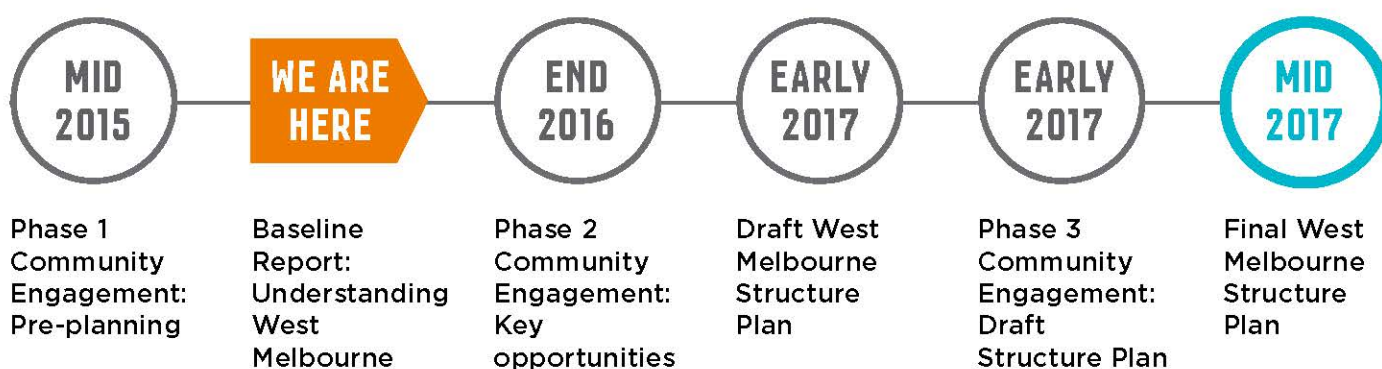 MID
2015
WE ARE
HERE
END
2016
EARLY
2017
EARLY
2017
MID
2017
Phase 1
Community
Engagement:
Pre-planning
Baseline
Report:
Understanding
West
Melbourne
Phase 2
Community
Engagement:
Key
opportunities
Draft West
Melbourne
Structure
Plan
Phase 3
Community
Engagement:
Draft
Structure Plan
Final West
Melbourne
Structure
Plan